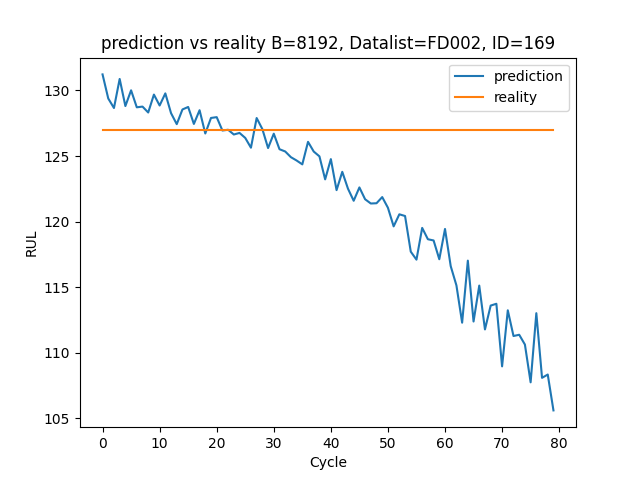 prediction vs reality B=8192, Datalist=FD002, ID=169
prediction
reality
RUL
130
125
120
115
110
105
0 10 20 30 40 50 60 70 80
Cycle